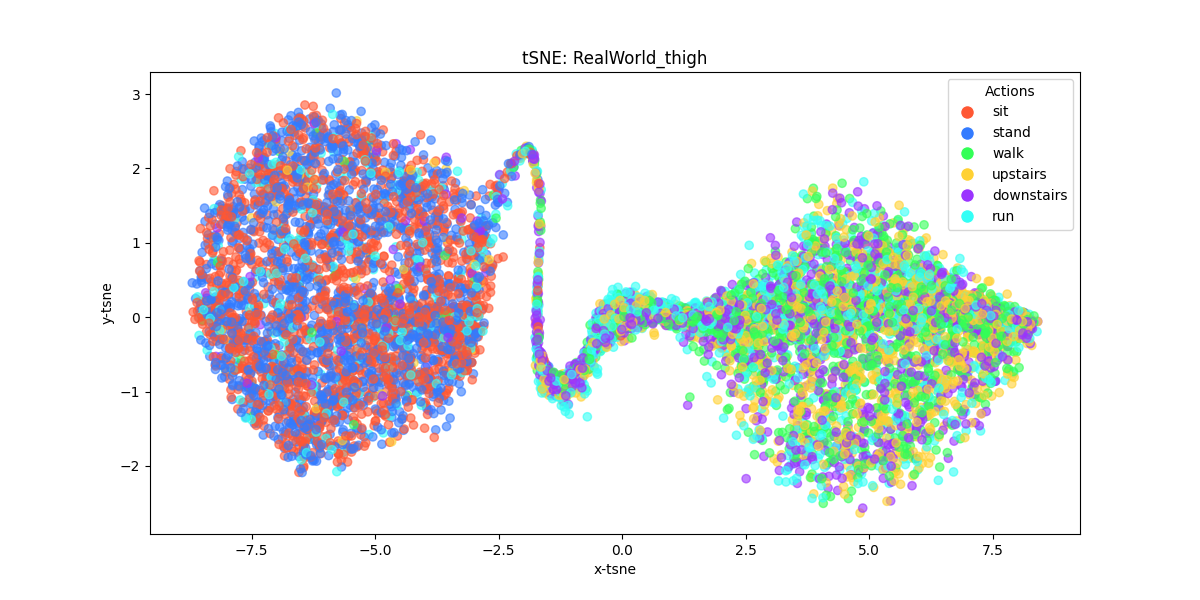 tSNE: RealWorld_thigh
Actions
sit
stand
walk
upstairs
downstairs
run
y-tsne
3
2
1
0
−1
−2
−7.5 −5.0 −2.5 0.0 2.5 5.0 7.5
x-tsne